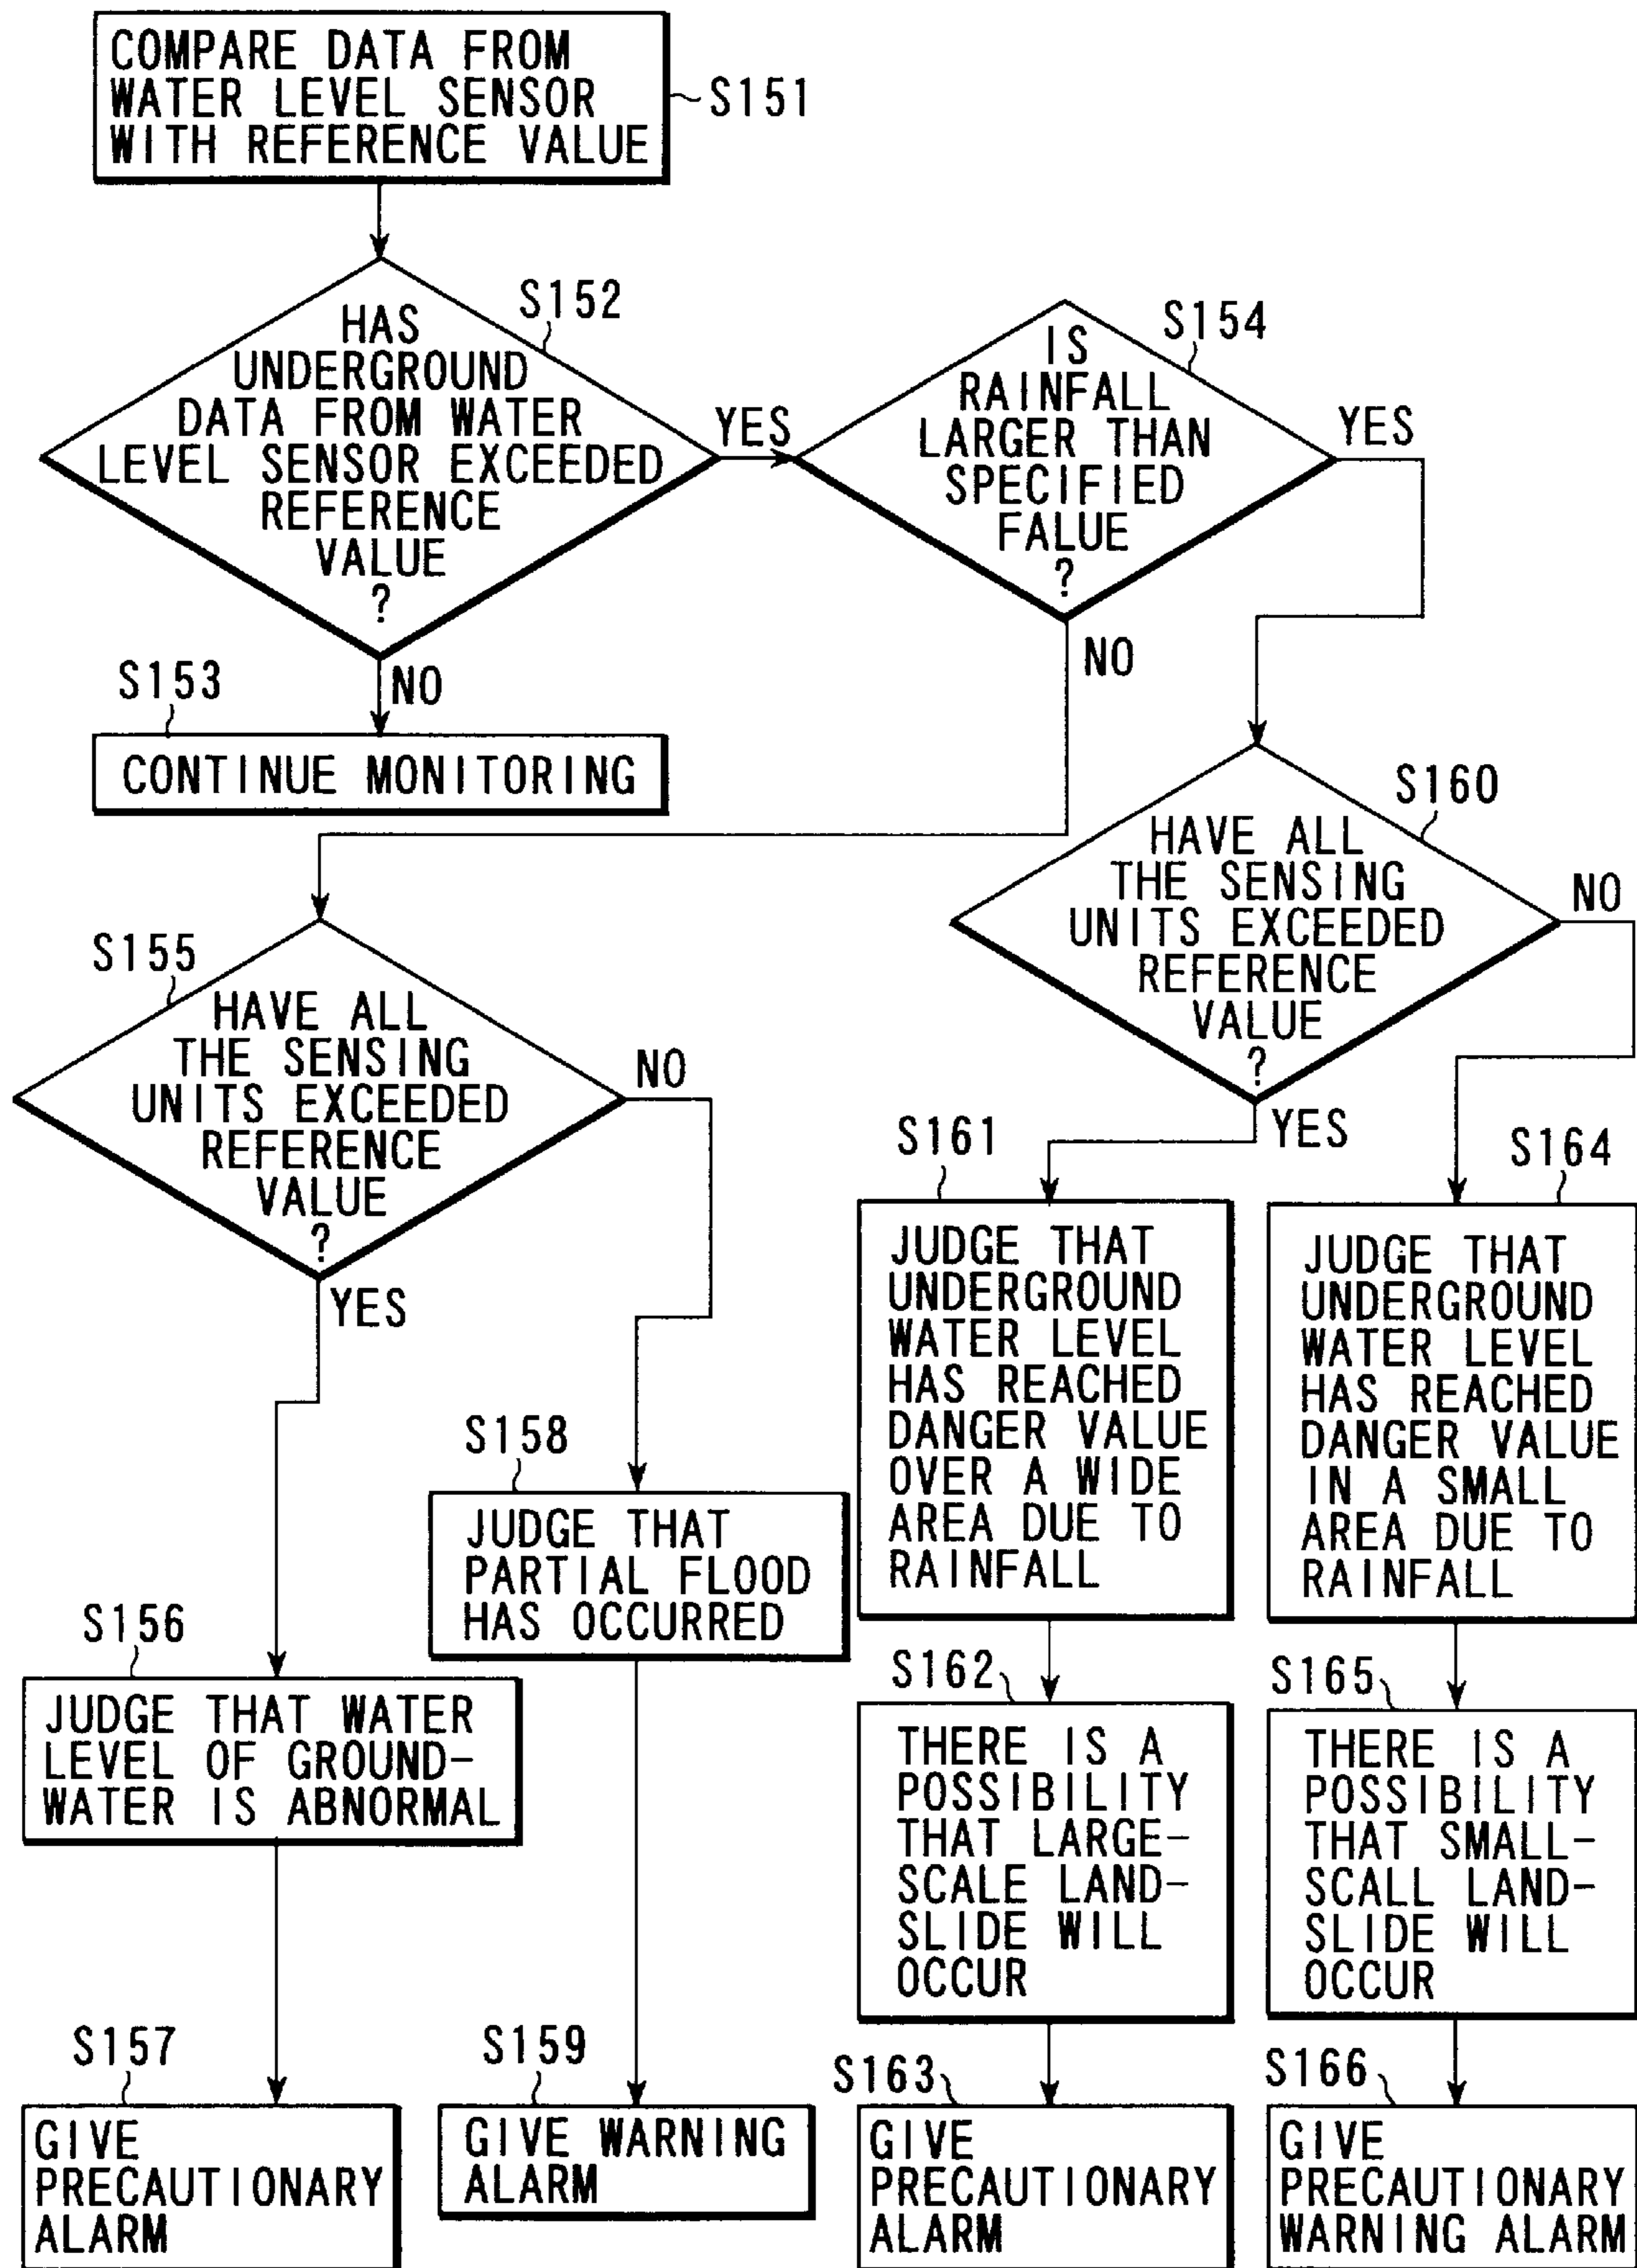 COMPARE DATA FROM
WATER LEVEL SENSOR
WITH REFERENCE VALUE
S151
HAS
UNDERGROUND
DATA FROM WATER
LEVEL SENSOR EXCEEDED
REFERENCE
VALUE
?
S152
YES
NO
S153
CONTINUE MONITORING
IS
RAINFALL
LARGER THAN
SPECIFIED
FALUE
?
S154
YES
NO
S155
HAVE ALL
THE SENSING
UNITS EXCEEDED
REFERENCE
VALUE
?
NO
YES
S160
HAVE ALL
THE SENSING
UNITS EXCEEDED
REFERENCE
VALUE
?
NO
YES
S156
JUDGE THAT WATER
LEVEL OF GROUND-
WATER IS ABNORMAL
S157
GIVE
PRECAUTIONARY
ALARM
S158
JUDGE THAT
PARTIAL FLOOD
HAS OCCURRED
S159
GIVE WARNING
ALARM
S161
JUDGE THAT
UNDERGROUND
WATER LEVEL
HAS REACHED
DANGER VALUE
OVER A WIDE
AREA DUE TO
RAINFALL
S162
THERE IS A
POSSIBILITY
THAT LARGE-
SCALE LAND-
SLIDE WILL
OCCUR
S163
GIVE
PRECAUTIONARY
ALARM
S164
JUDGE THAT
UNDERGROUND
WATER LEVEL
HAS REACHED
DANGER VALUE
IN A SMALL
AREA DUE TO
RAINFALL
S165
THERE IS A
POSSIBILITY
THAT SMALL-
SCALL LAND-
SLIDE WILL
OCCUR
S166
GIVE
PRECAUTIONARY
WARNING ALARM